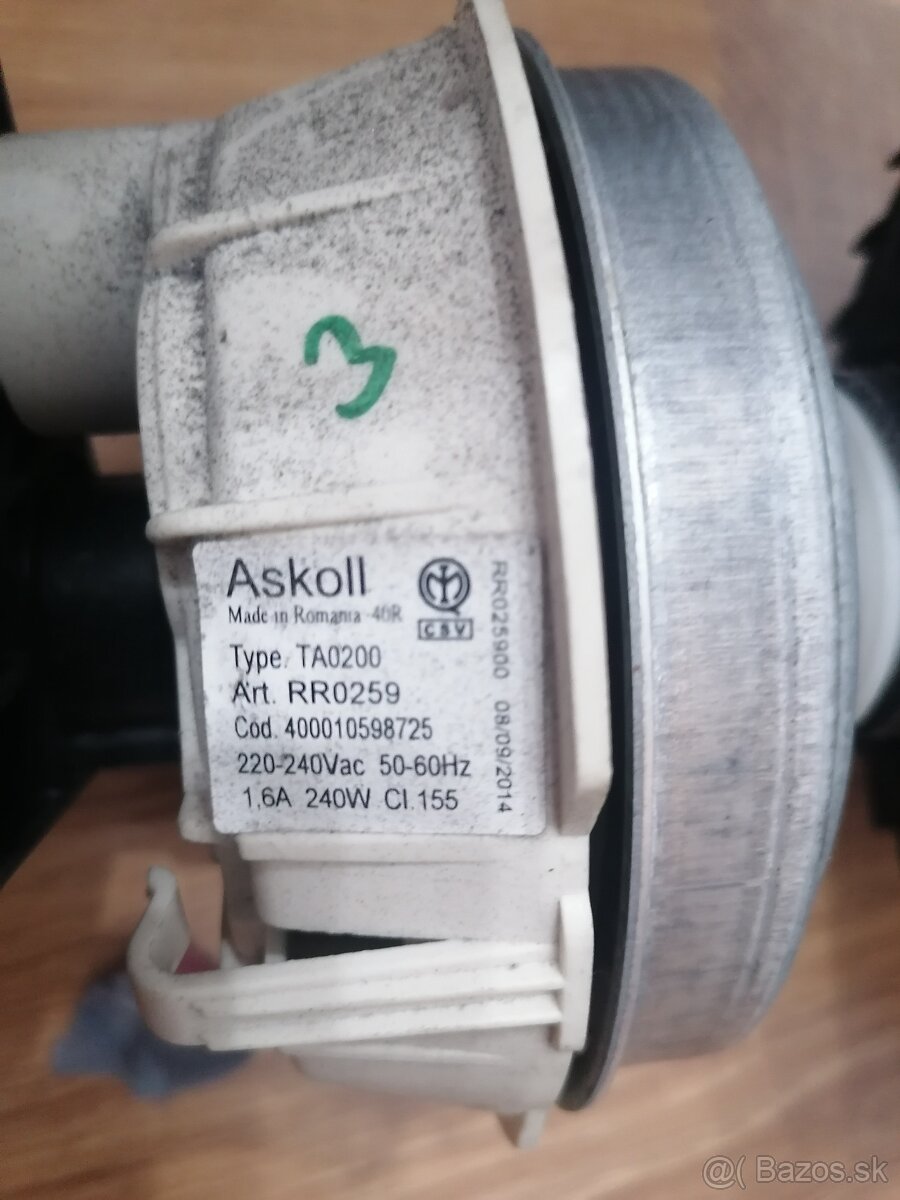 3
Askoll
Made in Romania 40R
CSV
Type. TA0200
Art. RR0259
Cod. 400010598725
220-240Vac 50-60Hz
1,6A 240W Cl.155
RR025900 08/09/2014
@( Bazos.sk